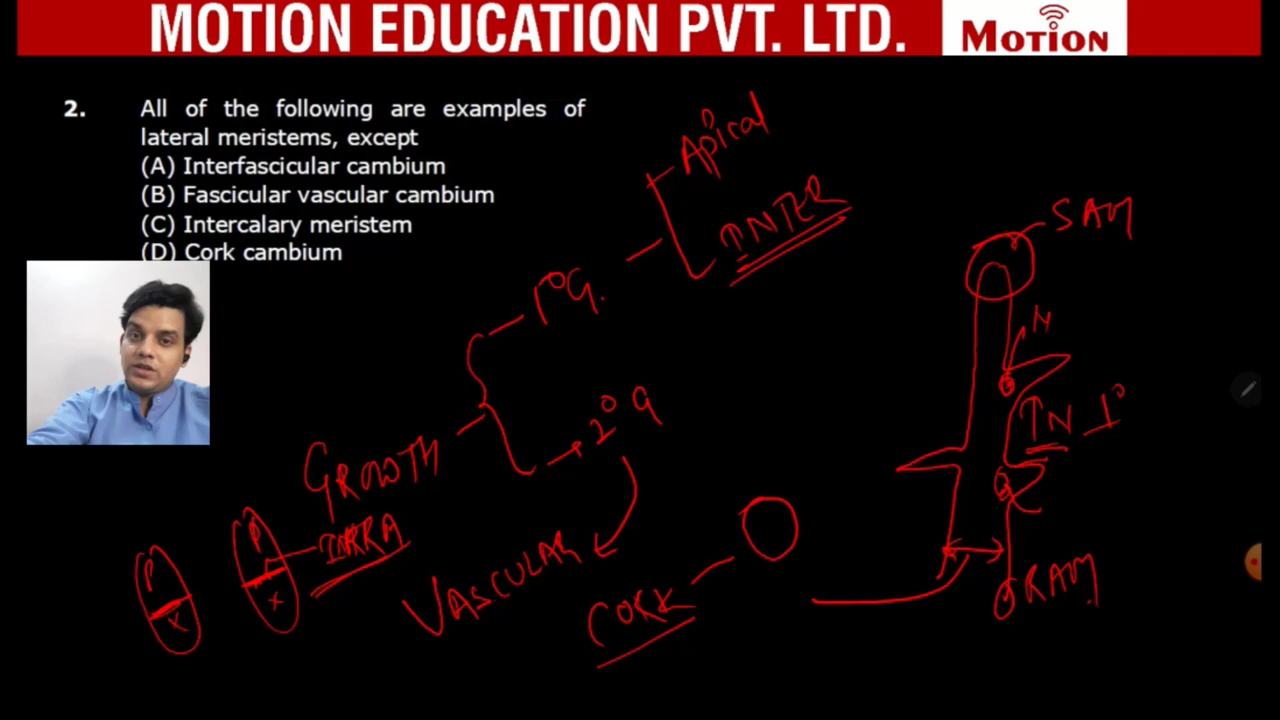 MOTION EDUCATION PVT. LTD.
MOTION
2. All of the following are examples of
lateral meristems, except
(A) Interfascicular cambium
(B) Fascicular vascular cambium
(C) Intercalary meristem
(D) Cork cambium
Apical
INTER
1° G.
GROWTH
2° G
VASCULAR
CORK
P
X
P
X
INTRA
SAM
N
IN 1°
RAM